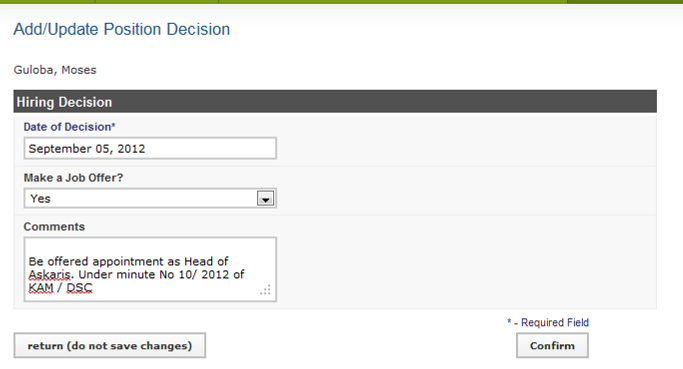 Add/Update Position Decision
Guloba, Moses
Hiring Decision
Date of Decision*
September 05, 2012
Make a Job Offer?
Yes
Comments
Be offered appointment as Head of
Askaris. Under minute No 10/ 2012 of
KAM / DSC
* - Required Field
return (do not save changes)
Confirm